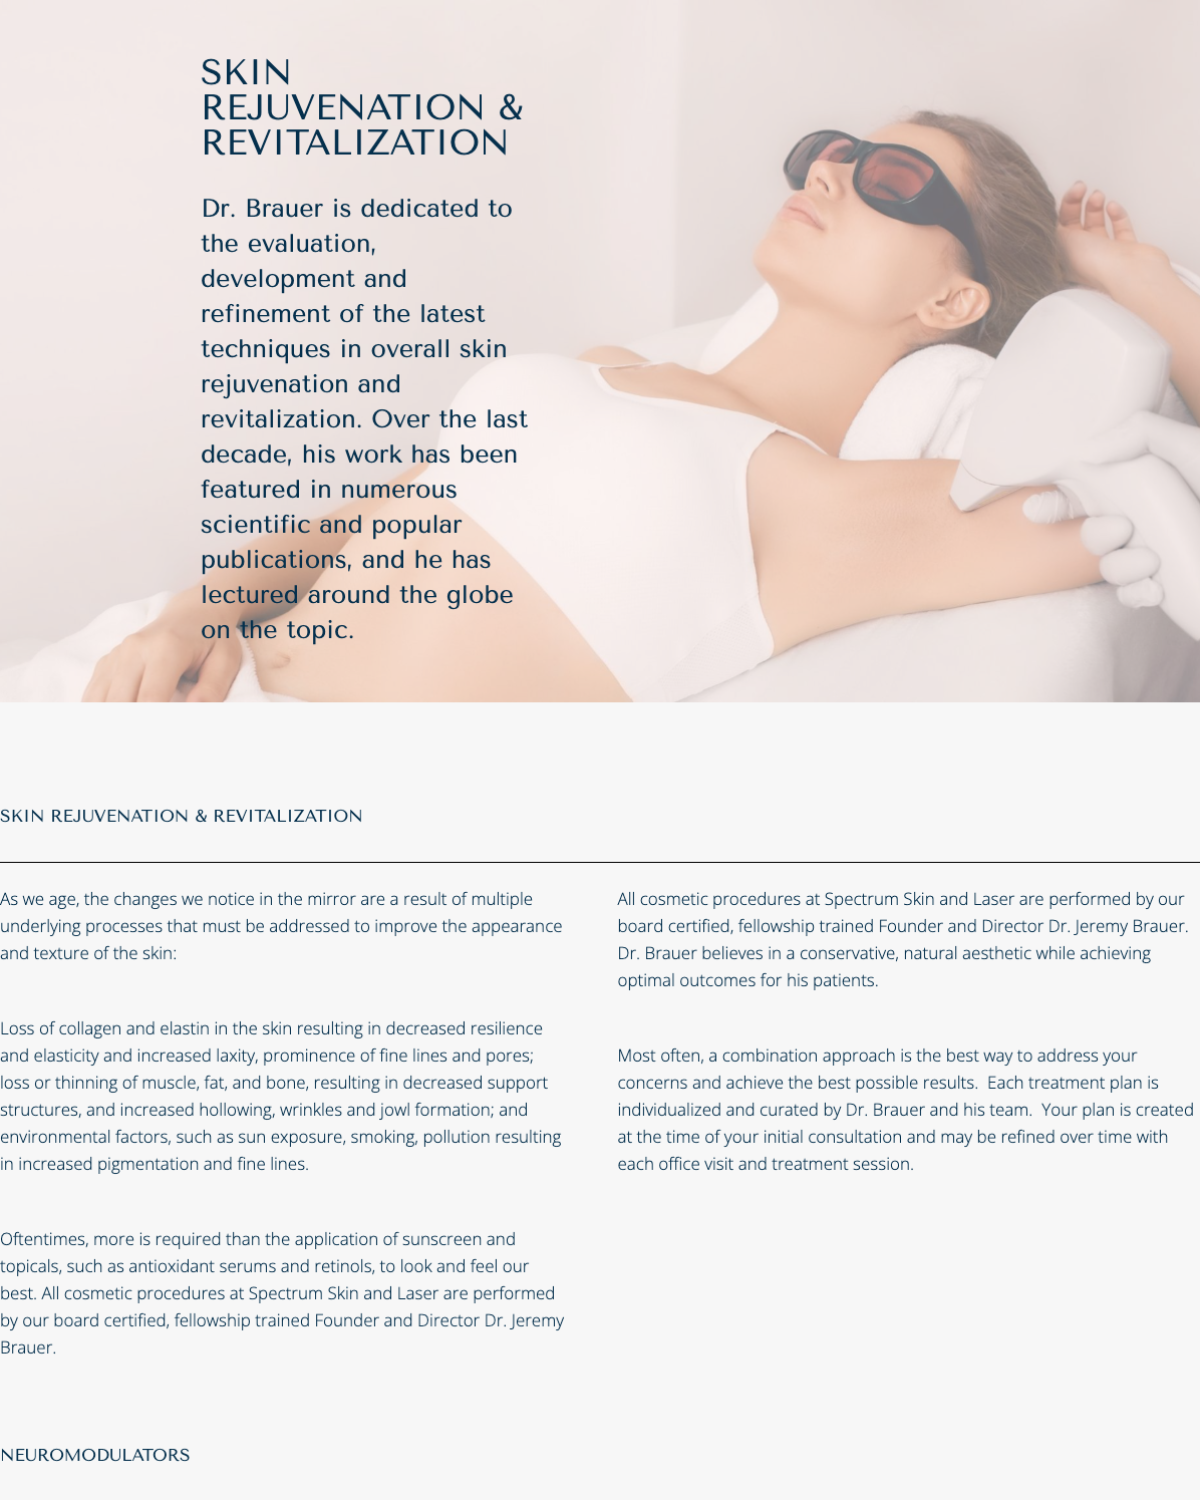 SKIN
REJUVENATION &
REVITALIZATION
Dr. Brauer is dedicated to
the evaluation,
development and
refinement of the latest
techniques in overall skin
rejuvenation and
revitalization. Over the last
decade, his work has been
featured in numerous
scientific and popular
publications, and he has
lectured around the globe
on the topic.
SKIN REJUVENATION & REVITALIZATION
As we age, the changes we notice in the mirror are a result of multiple
underlying processes that must be addressed to improve the appearance
and texture of the skin:
Loss of collagen and elastin in the skin resulting in decreased resilience
and elasticity and increased laxity, prominence of fine lines and pores;
loss or thinning of muscle, fat, and bone, resulting in decreased support
structures, and increased hollowing, wrinkles and jowl formation; and
environmental factors, such as sun exposure, smoking, pollution resulting
in increased pigmentation and fine lines.
Oftentimes, more is required than the application of sunscreen and
topicals, such as antioxidant serums and retinols, to look and feel our
best. All cosmetic procedures at Spectrum Skin and Laser are performed
by our board certified, fellowship trained Founder and Director Dr. Jeremy
Brauer.
All cosmetic procedures at Spectrum Skin and Laser are performed by our
board certified, fellowship trained Founder and Director Dr. Jeremy Brauer.
Dr. Brauer believes in a conservative, natural aesthetic while achieving
optimal outcomes for his patients.
Most often, a combination approach is the best way to address your
concerns and achieve the best possible results.  Each treatment plan is
individualized and curated by Dr. Brauer and his team.  Your plan is created
at the time of your initial consultation and may be refined over time with
each office visit and treatment session.
NEUROMODULATORS